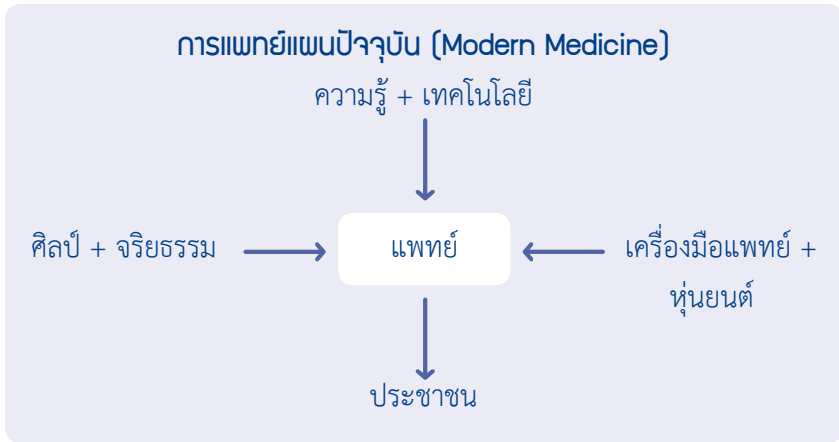 การแพทย์แผนปัจจุบัน (Modern Medicine)
ความรู้ + เทคโนโลยี
ศิลป์ + จริยธรรม
แพทย์
เครื่องมือแพทย์ +
หุ่นยนต์
ประชาชน